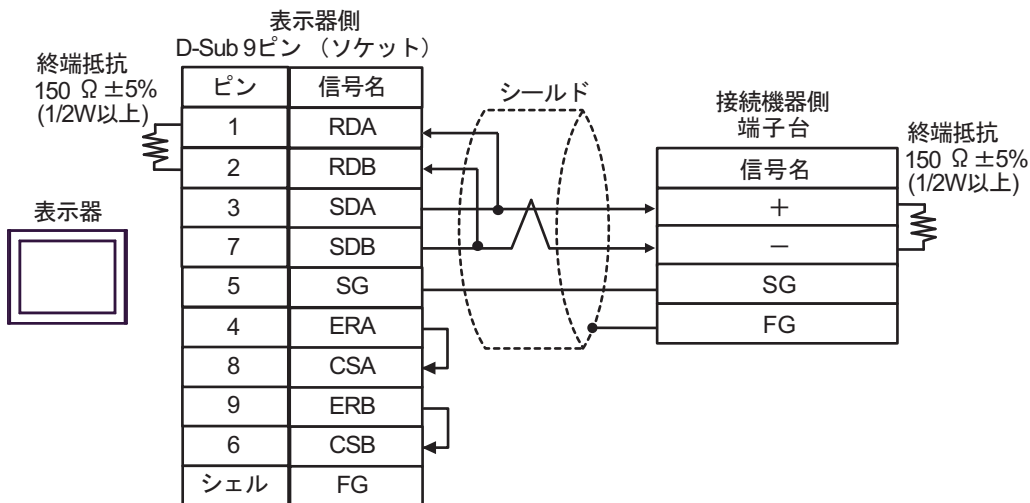 表示器側
D-Sub 9ピン （ソケット）
終端抵抗
150 Ω ±5%
(1/2W以上)
ピン 信号名
1 RDA
2 RDB
3 SDA
7 SDB
5 SG
4 ERA
8 CSA
9 ERB
6 CSB
シェル FG
表示器
シールド
接続機器側
端子台
信号名
＋
－
SG
FG
終端抵抗
150 Ω ±5%
(1/2W以上)